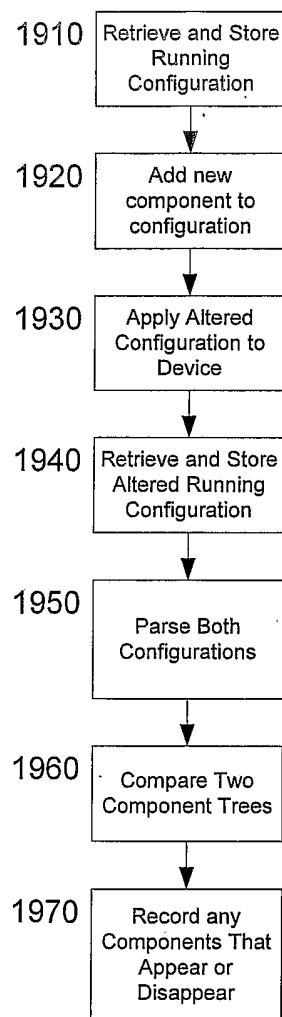 1910
Retrieve and Store
Running
Configuration
1920
Add new
component to
configuration
1930
Apply Altered
Configuration to
Device
1940
Retrieve and Store
Altered Running
Configuration
1950
Parse Both
Configurations
1960
Compare Two
Component Trees
1970
Record any
Components That
Appear or
Disappear